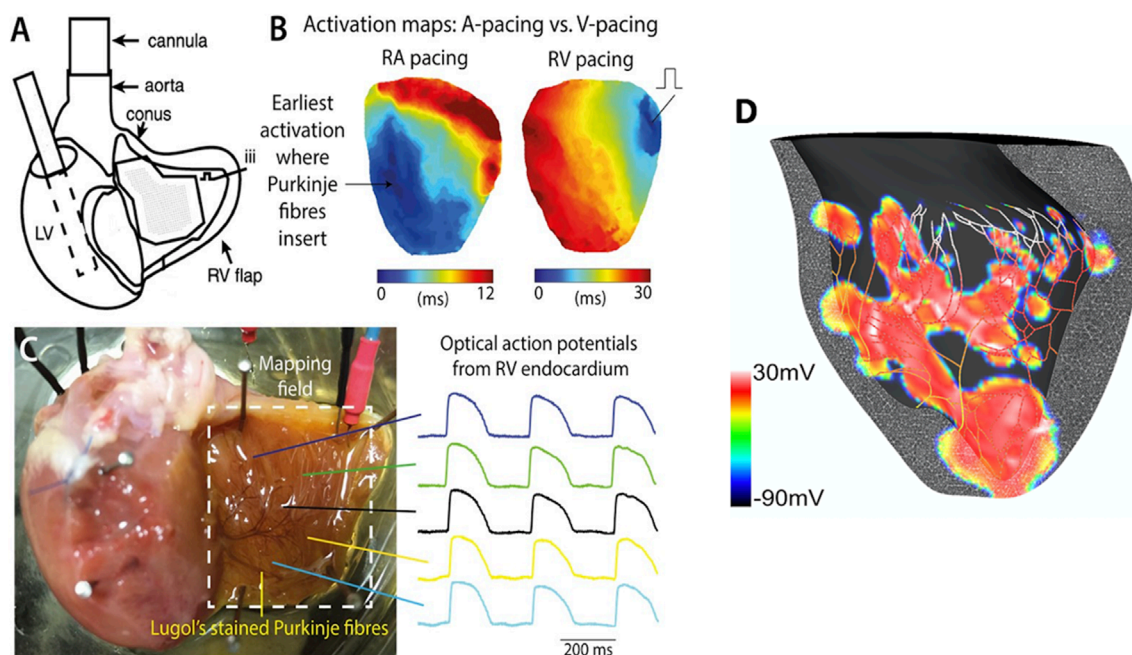 A
cannula
aorta
conus
iii
LV
RV flap
B
Activation maps: A-pacing vs. V-pacing
RA pacing
RV pacing
Earliest
activation
where
Purkinje
fibres
insert
0
(ms)
12
0
(ms)
30
C
Mapping
field
Lugol's stained Purkinje fibres
Optical action potentials
from RV endocardium
200 ms
D
30mV
-90mV